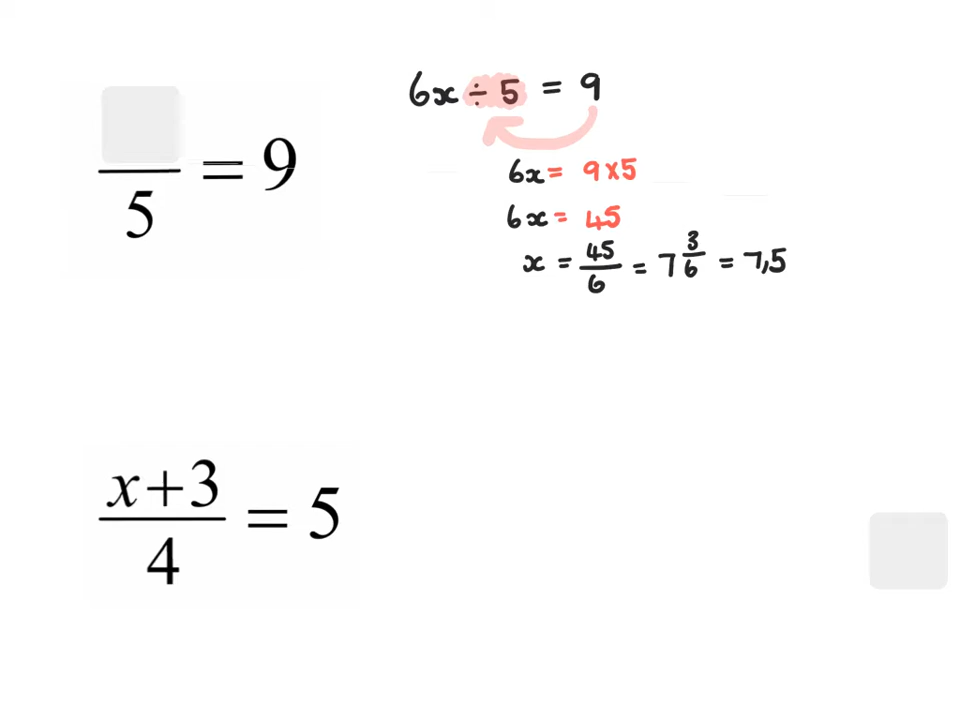 6x ÷ 5 = 9
—/5 = 9
6x = 9 x 5
6x = 45
x = 45/6 = 7 3/6 = 7,5
x+3/4 = 5